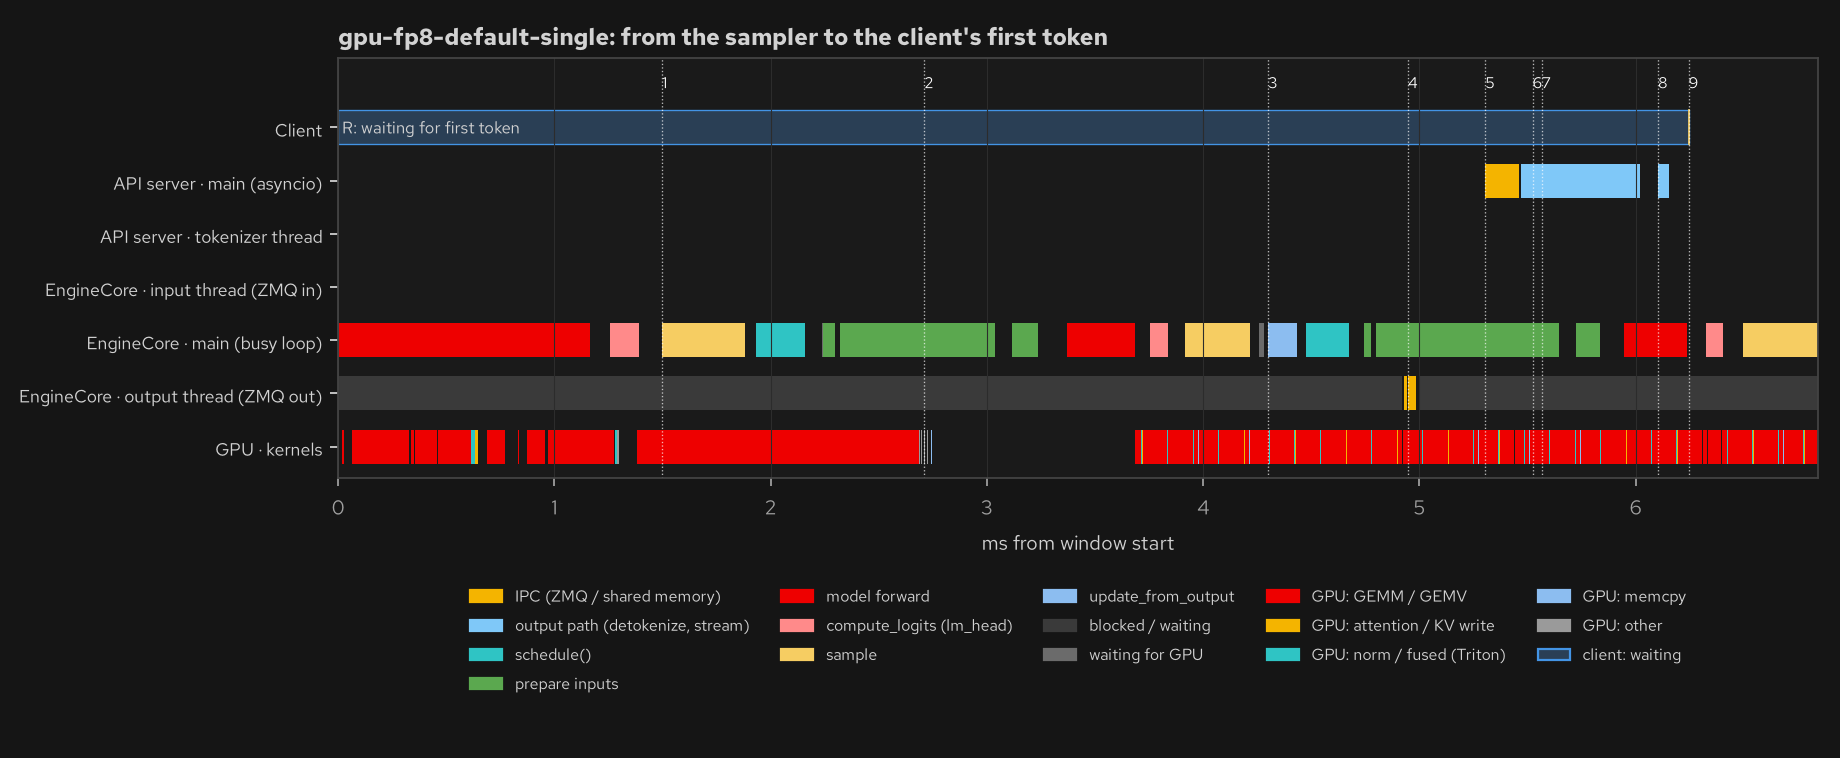 gpu-fp8-default-single: from the sampler to the client's first token
1 2 3 4 5 6 7 8 9
Client
R: waiting for first token
API server · main (asyncio)
API server · tokenizer thread
EngineCore · input thread (ZMQ in)
EngineCore · main (busy loop)
EngineCore · output thread (ZMQ out)
GPU · kernels
0 1 2 3 4 5 6
ms from window start
IPC (ZMQ / shared memory)
output path (detokenize, stream)
schedule()
prepare inputs
model forward
compute_logits (lm_head)
sample
update_from_output
blocked / waiting
waiting for GPU
GPU: GEMM / GEMV
GPU: attention / KV write
GPU: norm / fused (Triton)
GPU: memcpy
GPU: other
client: waiting